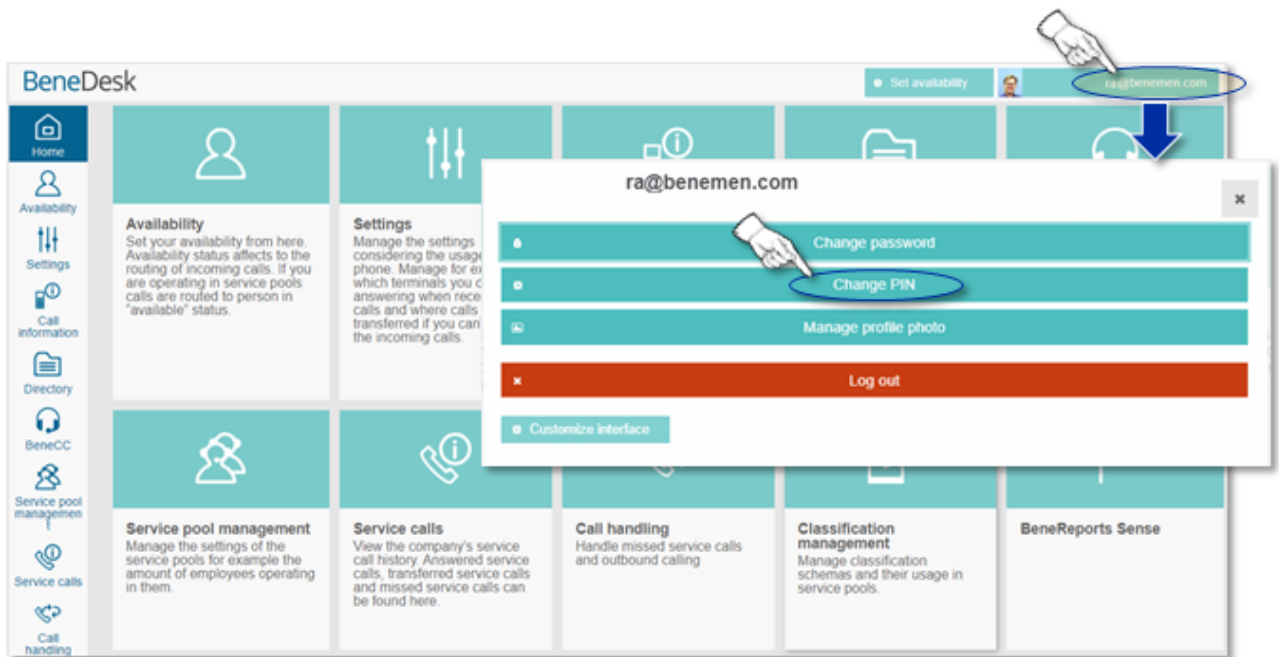 BeneDesk
Set availability
ra@benemen.com
Home
Availability
Settings
Call
information
Directory
BeneCC
Service pool
managemen
t
Service calls
Call
handling
Availability
Set your availability from here.
Availability status affects to the
routing of incoming calls. If you
are operating in service pools
calls are routed to person in
"available" status.
Settings
Manage the settings
considering the usage
phone. Manage for ex
which terminals you c
answering when rece
calls and where calls
transferred if you can
the incoming calls.
ra@benemen.com
Change password
Change PIN
Manage profile photo
Log out
Customize interface
Service pool management
Manage the settings of the
service pools for example the
amount of employees operating
in them.
Service calls
View the company's service
call history. Answered service
calls, transferred service calls
and missed service calls can
be found here.
Call handling
Handle missed service calls
and outbound calling
Classification
management
Manage classification
schemas and their usage in
service pools.
BeneReports Sense